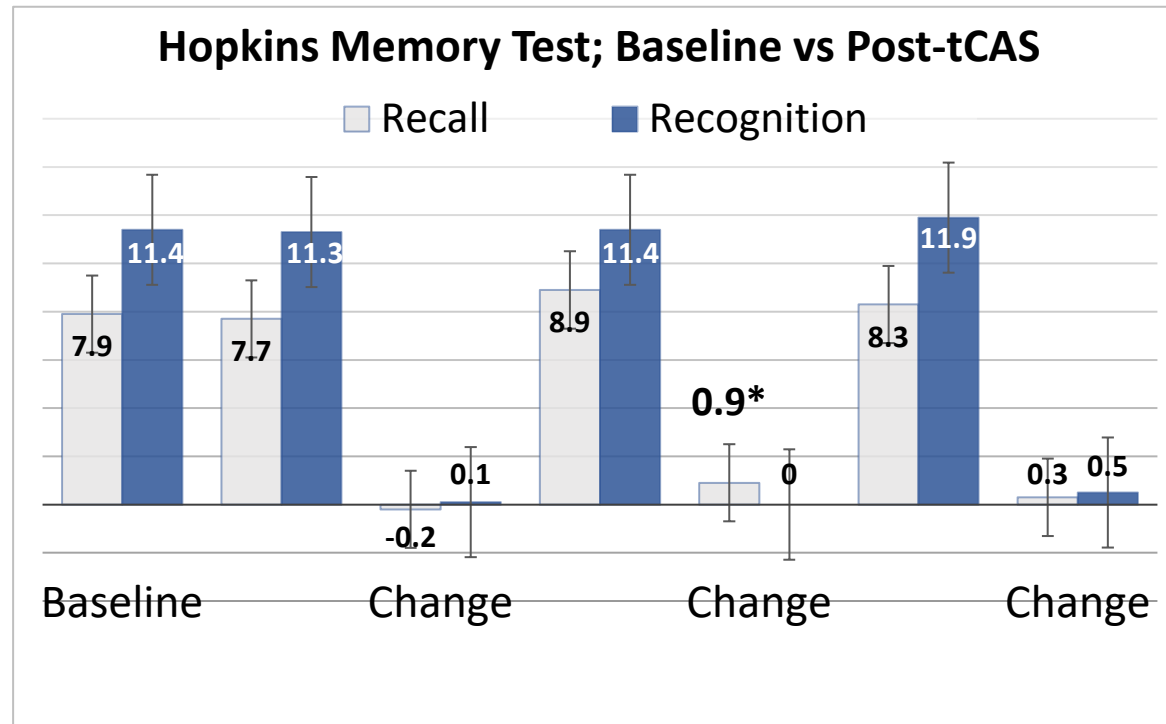 Hopkins Memory Test; Baseline vs Post-tCAS
Recall Recognition
11.4 11.3 11.4 11.9
7.9 7.7 8.9 8.3
0.9*
0.1 0 0.3 0.5
-0.2
Baseline Change Change Change